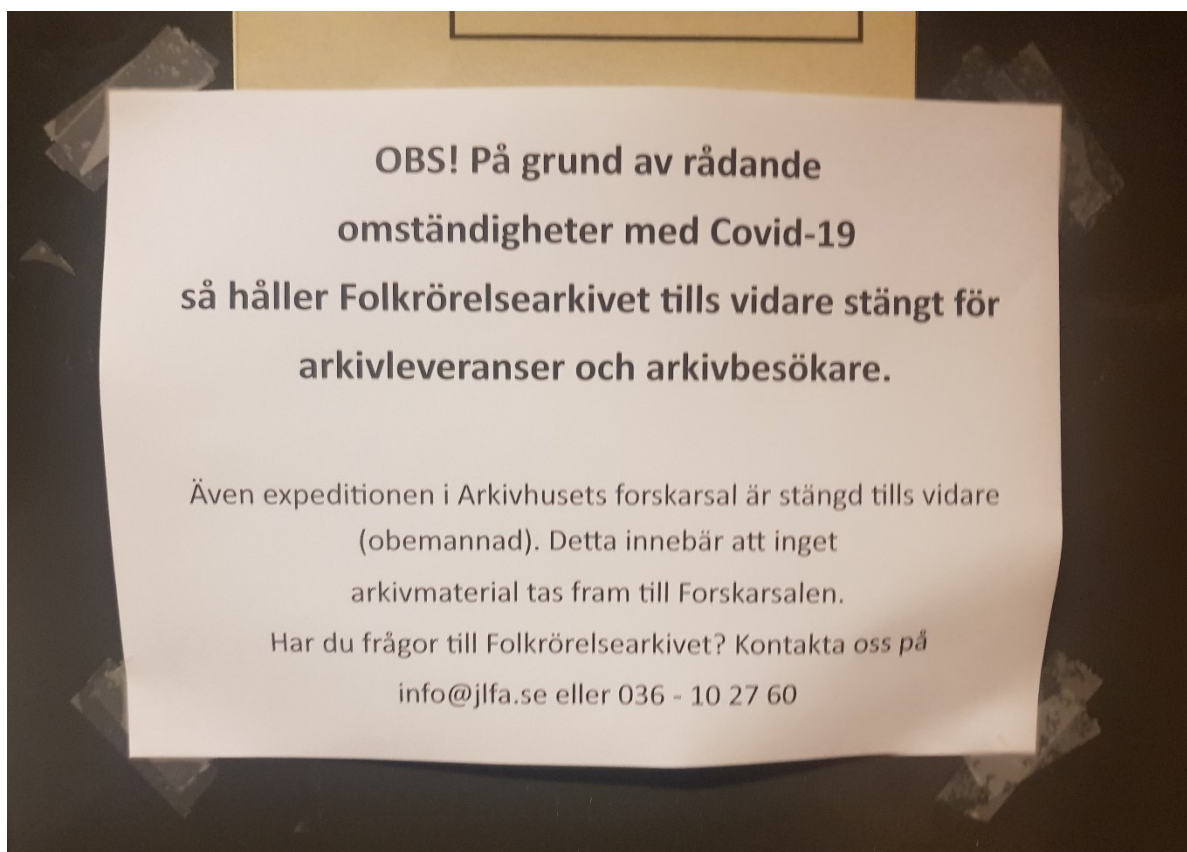 OBS! På grund av rådande
omständigheter med Covid-19
så håller Folkrörelsearkivet tills vidare stängt för
arkivleveranser och arkivbesökare.
Även expeditionen i Arkivhusets forskarsal är stängd tills vidare
(obemannad). Detta innebär att inget
arkivmaterial tas fram till Forskarsalen.
Har du frågor till Folkrörelsearkivet? Kontakta oss på
info@jlfa.se eller 036 - 10 27 60